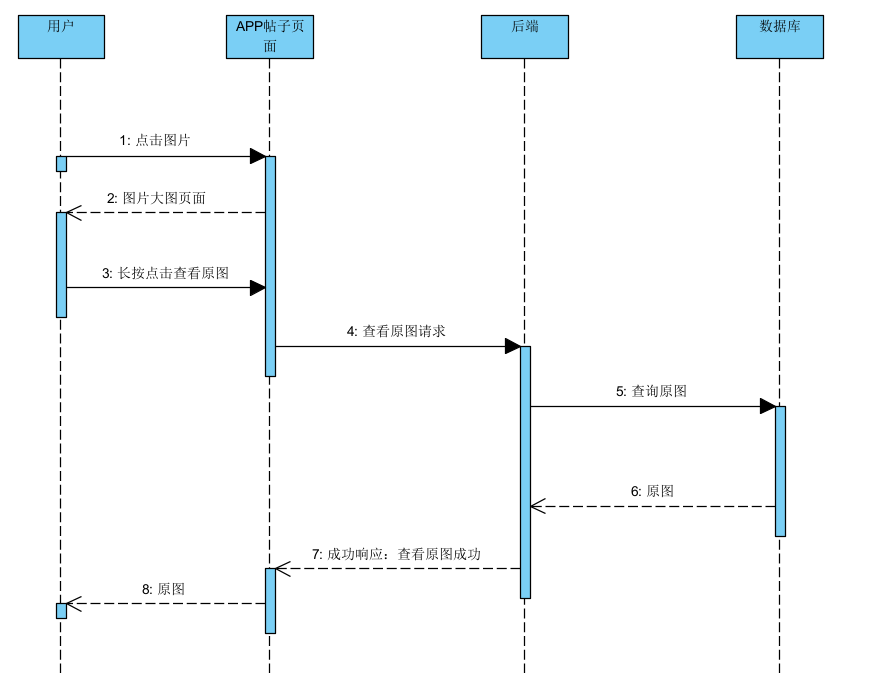 用户
APP帖子页
面
后端
数据库
1: 点击图片
2: 图片大图页面
3: 长按点击查看原图
4: 查看原图请求
5: 查询原图
6: 原图
7: 成功响应：查看原图成功
8: 原图